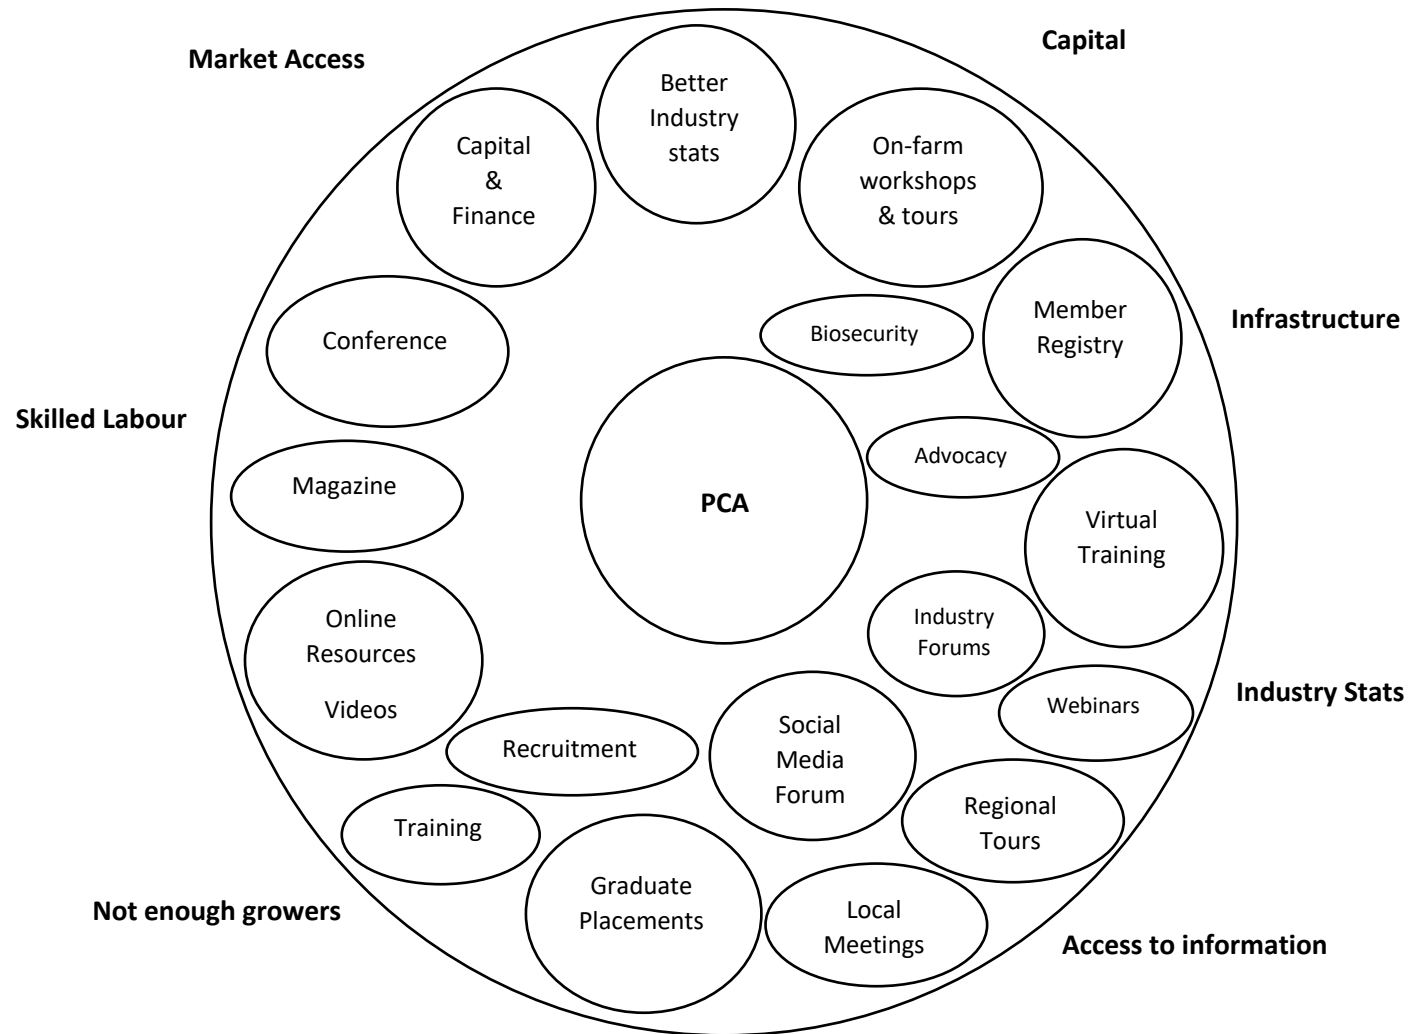 Market Access
Capital
Better
Industry
stats
Capital
&
Finance
On-farm
workshops
& tours
Conference
Biosecurity
Member
Registry
Infrastructure
Skilled Labour
Magazine
PCA
Advocacy
Virtual
Training
Online
Resources
Videos
Industry
Forums
Industry Stats
Webinars
Recruitment
Social
Media
Forum
Regional
Tours
Training
Graduate
Placements
Local
Meetings
Not enough growers
Access to information